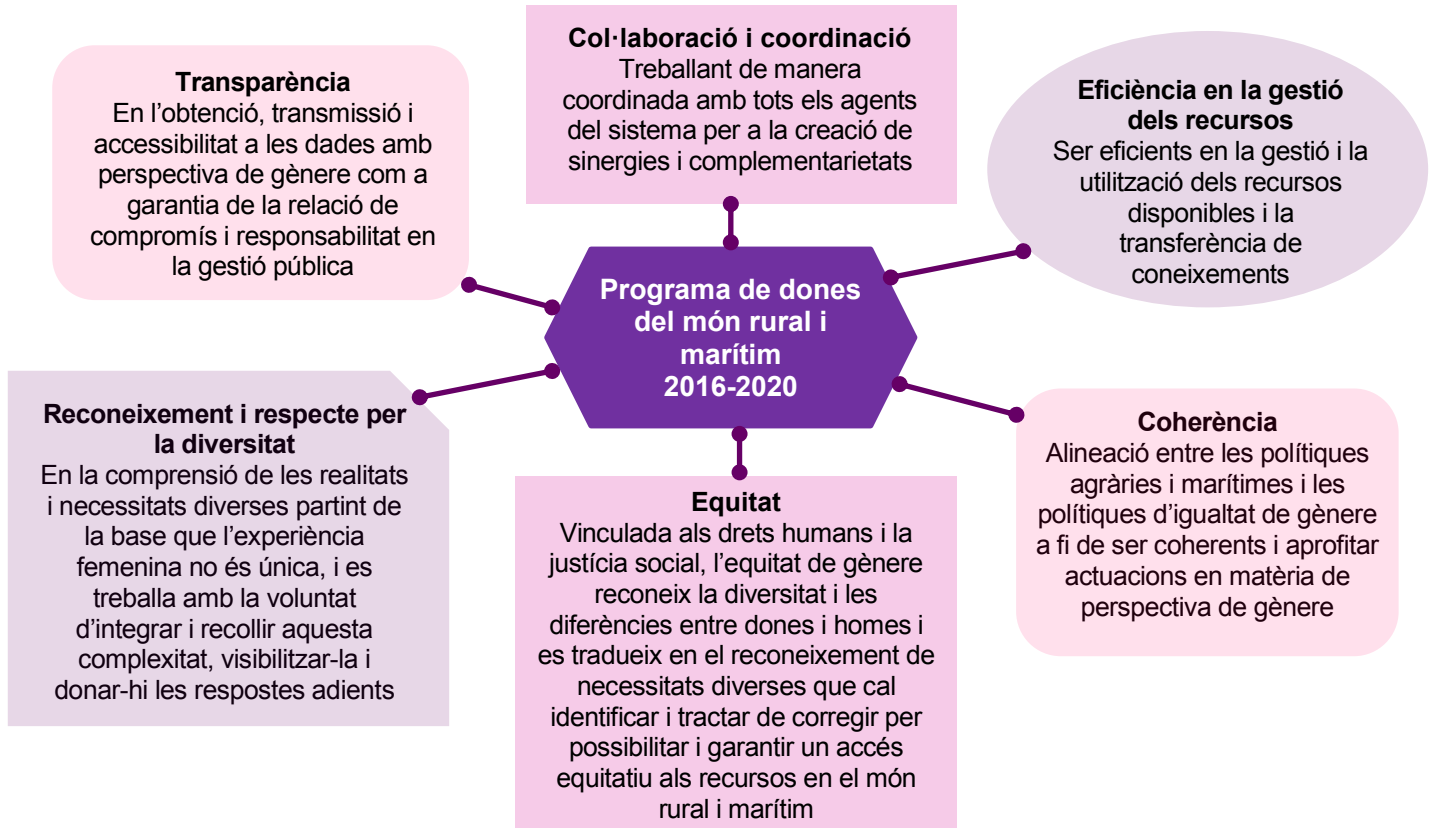 Col·laboració i coordinació
Treballant de manera
coordinada amb tots els agents
del sistema per a la creació de
sinergies i complementarietats
Transparència
En l’obtenció, transmissió i
accessibilitat a les dades amb
perspectiva de gènere com a
garantia de la relació de
compromís i responsabilitat en
la gestió pública
Eficiència en la gestió
dels recursos
Ser eficients en la gestió i la
utilització dels recursos
disponibles i la
transferència de
coneixements
Programa de dones
del món rural i
marítim
2016-2020
Reconeixement i respecte per
la diversitat
En la comprensió de les realitats
i necessitats diverses partint de
la base que l’experiència
femenina no és única, i es
treballa amb la voluntat
d’integrar i recollir aquesta
complexitat, visibilitzar-la i
donar-hi les respostes adients
Equitat
Vinculada als drets humans i la
justícia social, l’equitat de gènere
reconeix la diversitat i les
diferències entre dones i homes i
es tradueix en el reconeixement de
necessitats diverses que cal
identificar i tractar de corregir per
possibilitar i garantir un accés
equitatiu als recursos en el món
rural i marítim
Coherència
Alineació entre les polítiques
agràries i marítimes i les
polítiques d’igualtat de gènere
a fi de ser coherents i aprofitar
actuacions en matèria de
perspectiva de gènere